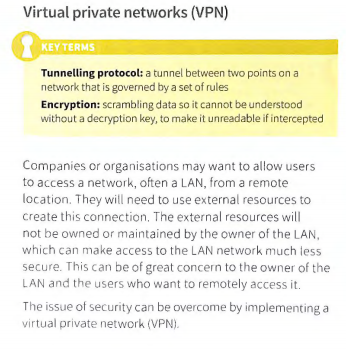 Virtual private networks (VPN)
KEY TERMS
Tunnelling protocol: a tunnel between two points on a
network that is governed by a set of rules
Encryption: scrambling data so it cannot be understood
without a decryption key, to make it unreadable if intercepted
Companies or organisations may want to allow users
to access a network, often a LAN, from a remote
location. They will need to use external resources to
create this connection. The external resources will
not be owned or maintained by the owner of the LAN,
which can make access to the LAN network much less
secure. This can be of great concern to the owner of the
LAN and the users who want to remotely access it.
The issue of security can be overcome by implementing a
virtual private network (VPN).